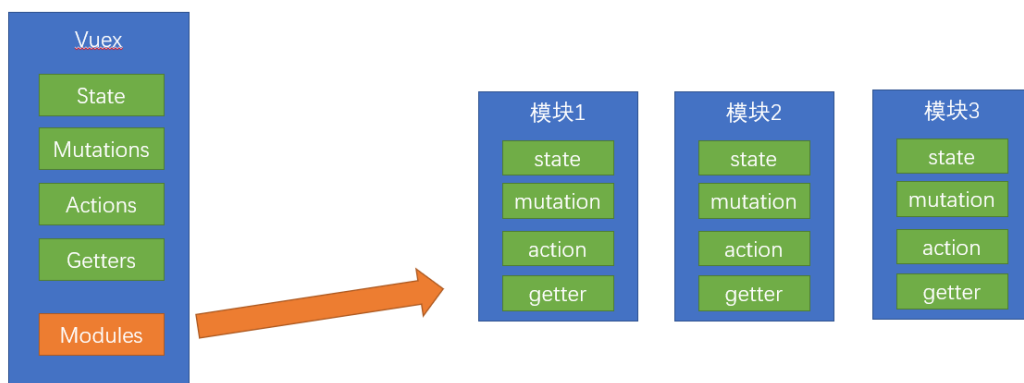 Vuex
State
Mutations
Actions
Getters
Modules
模块1
state
mutation
action
getter
模块2
state
mutation
action
getter
模块3
state
mutation
action
getter